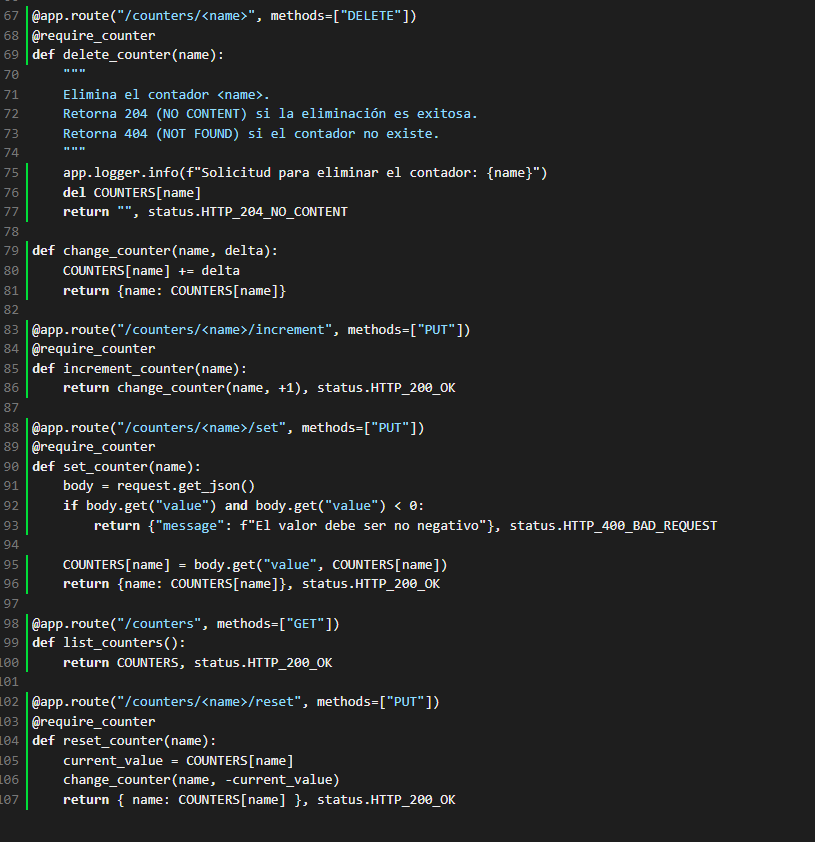 67 @app.route("/counters/<name>", methods=["DELETE"])
68 @require_counter
69 def delete_counter(name):
70     """
71     Elimina el contador <name>.
72     Retorna 204 (NO CONTENT) si la eliminación es exitosa.
73     Retorna 404 (NOT FOUND) si el contador no existe.
74     """
75     app.logger.info(f"Solicitud para eliminar el contador: {name}")
76     del COUNTERS[name]
77     return "", status.HTTP_204_NO_CONTENT
78
79 def change_counter(name, delta):
80     COUNTERS[name] += delta
81     return {name: COUNTERS[name]}
82
83 @app.route("/counters/<name>/increment", methods=["PUT"])
84 @require_counter
85 def increment_counter(name):
86     return change_counter(name, +1), status.HTTP_200_OK
87
88 @app.route("/counters/<name>/set", methods=["PUT"])
89 @require_counter
90 def set_counter(name):
91     body = request.get_json()
92     if body.get("value") and body.get("value") < 0:
93         return {"message": f"El valor debe ser no negativo"}, status.HTTP_400_BAD_REQUEST
94
95     COUNTERS[name] = body.get("value", COUNTERS[name])
96     return {name: COUNTERS[name]}, status.HTTP_200_OK
97
98 @app.route("/counters", methods=["GET"])
99 def list_counters():
100     return COUNTERS, status.HTTP_200_OK
101
102 @app.route("/counters/<name>/reset", methods=["PUT"])
103 @require_counter
104 def reset_counter(name):
105     current_value = COUNTERS[name]
106     change_counter(name, -current_value)
107     return { name: COUNTERS[name] }, status.HTTP_200_OK